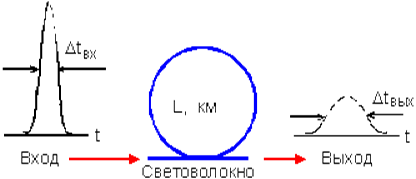 Δtвх
L, км
Δtвых
t
t
Вход
Световолокно
Выход